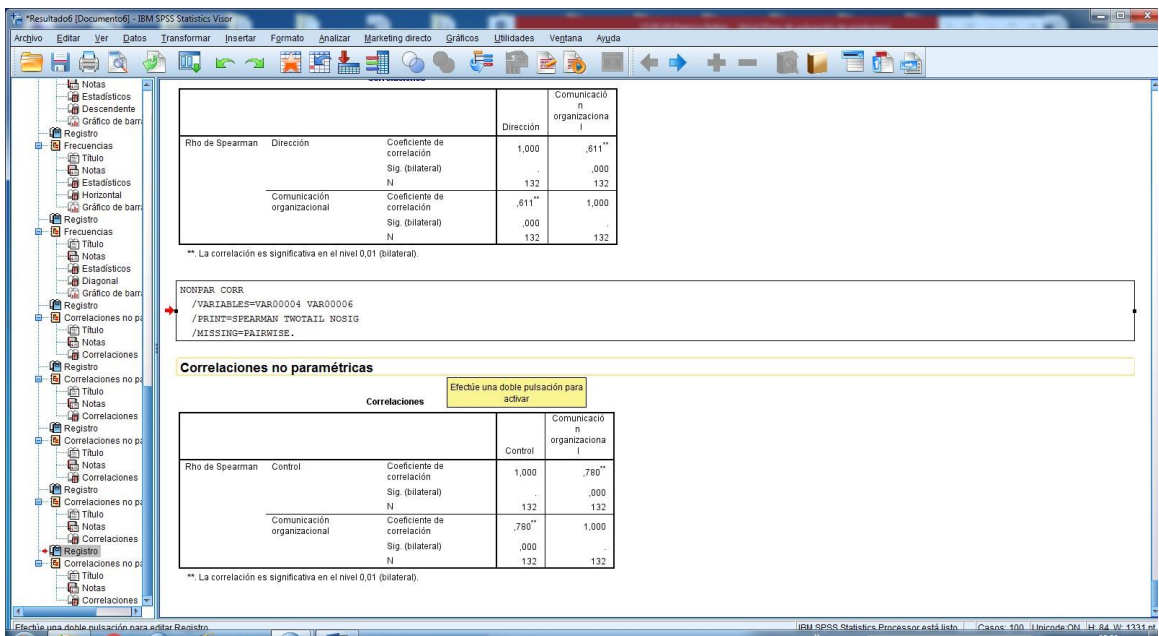 *Resultado6 [Documento6] - IBM SPSS Statistics Visor
Archivo Editar Ver Datos Transformar Insertar Formato Analizar Marketing directo Gráficos Utilidades Ventana Ayuda
Notas
Estadísticos
Descendente
Gráfico de barr
Registro
Frecuencias
Título
Notas
Estadísticos
Horizontal
Gráfico de barr
Registro
Frecuencias
Título
Notas
Estadísticos
Diagonal
Gráfico de barr
Registro
Correlaciones no pa
Título
Notas
Correlaciones
Registro
Correlaciones no pa
Título
Notas
Correlaciones
Registro
Correlaciones no pa
Título
Notas
Correlaciones
Registro
Correlaciones no pa
Título
Notas
Correlaciones
Registro
Correlaciones no pa
Título
Notas
Correlaciones
Correlaciones
Dirección
Comunicació
n
organizaciona
l
Rho de Spearman Dirección Coeficiente de
correlación 1,000 ,611**
Sig. (bilateral) . ,000
N 132 132
Comunicación
organizacional Coeficiente de
correlación ,611** 1,000
Sig. (bilateral) ,000 .
N 132 132
**. La correlación es significativa en el nivel 0,01 (bilateral).
NONPAR CORR
/VARIABLES=VAR00004 VAR00006
/PRINT=SPEARMAN TWOTAIL NOSIG
/MISSING=PAIRWISE.
Correlaciones no paramétricas
Efectúe una doble pulsación para
activar
Correlaciones
Control
Comunicació
n
organizaciona
l
Rho de Spearman Control Coeficiente de
correlación 1,000 ,780**
Sig. (bilateral) . ,000
N 132 132
Comunicación
organizacional Coeficiente de
correlación ,780** 1,000
Sig. (bilateral) ,000 .
N 132 132
**. La correlación es significativa en el nivel 0,01 (bilateral).
Efectúe una doble pulsación para editar Registro
IBM SPSS Statistics Processor está listo Casos: 100 Unicode:ON H: 84, W: 1331 pt